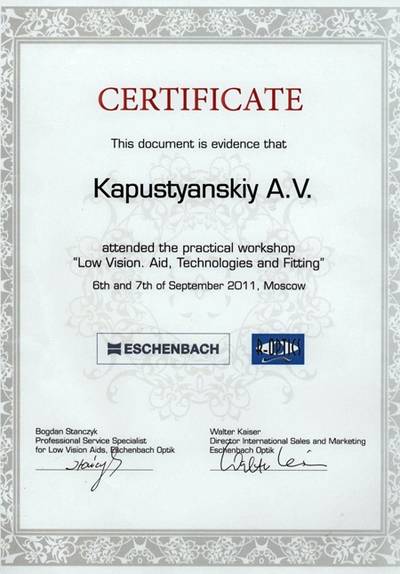 CERTIFICATE
This document is evidence that
Kapustyanskiy A.V.
attended the practical workshop
"Low Vision. Aid, Technologies and Fitting"
6th and 7th of September 2011, Moscow
ESCHENBACH
R-OPTICS
Bogdan Stanczyk
Professional Service Specialist
for Low Vision Aids, Eschenbach Optik
Walter Kaiser
Director International Sales and Marketing
Eschenbach Optik